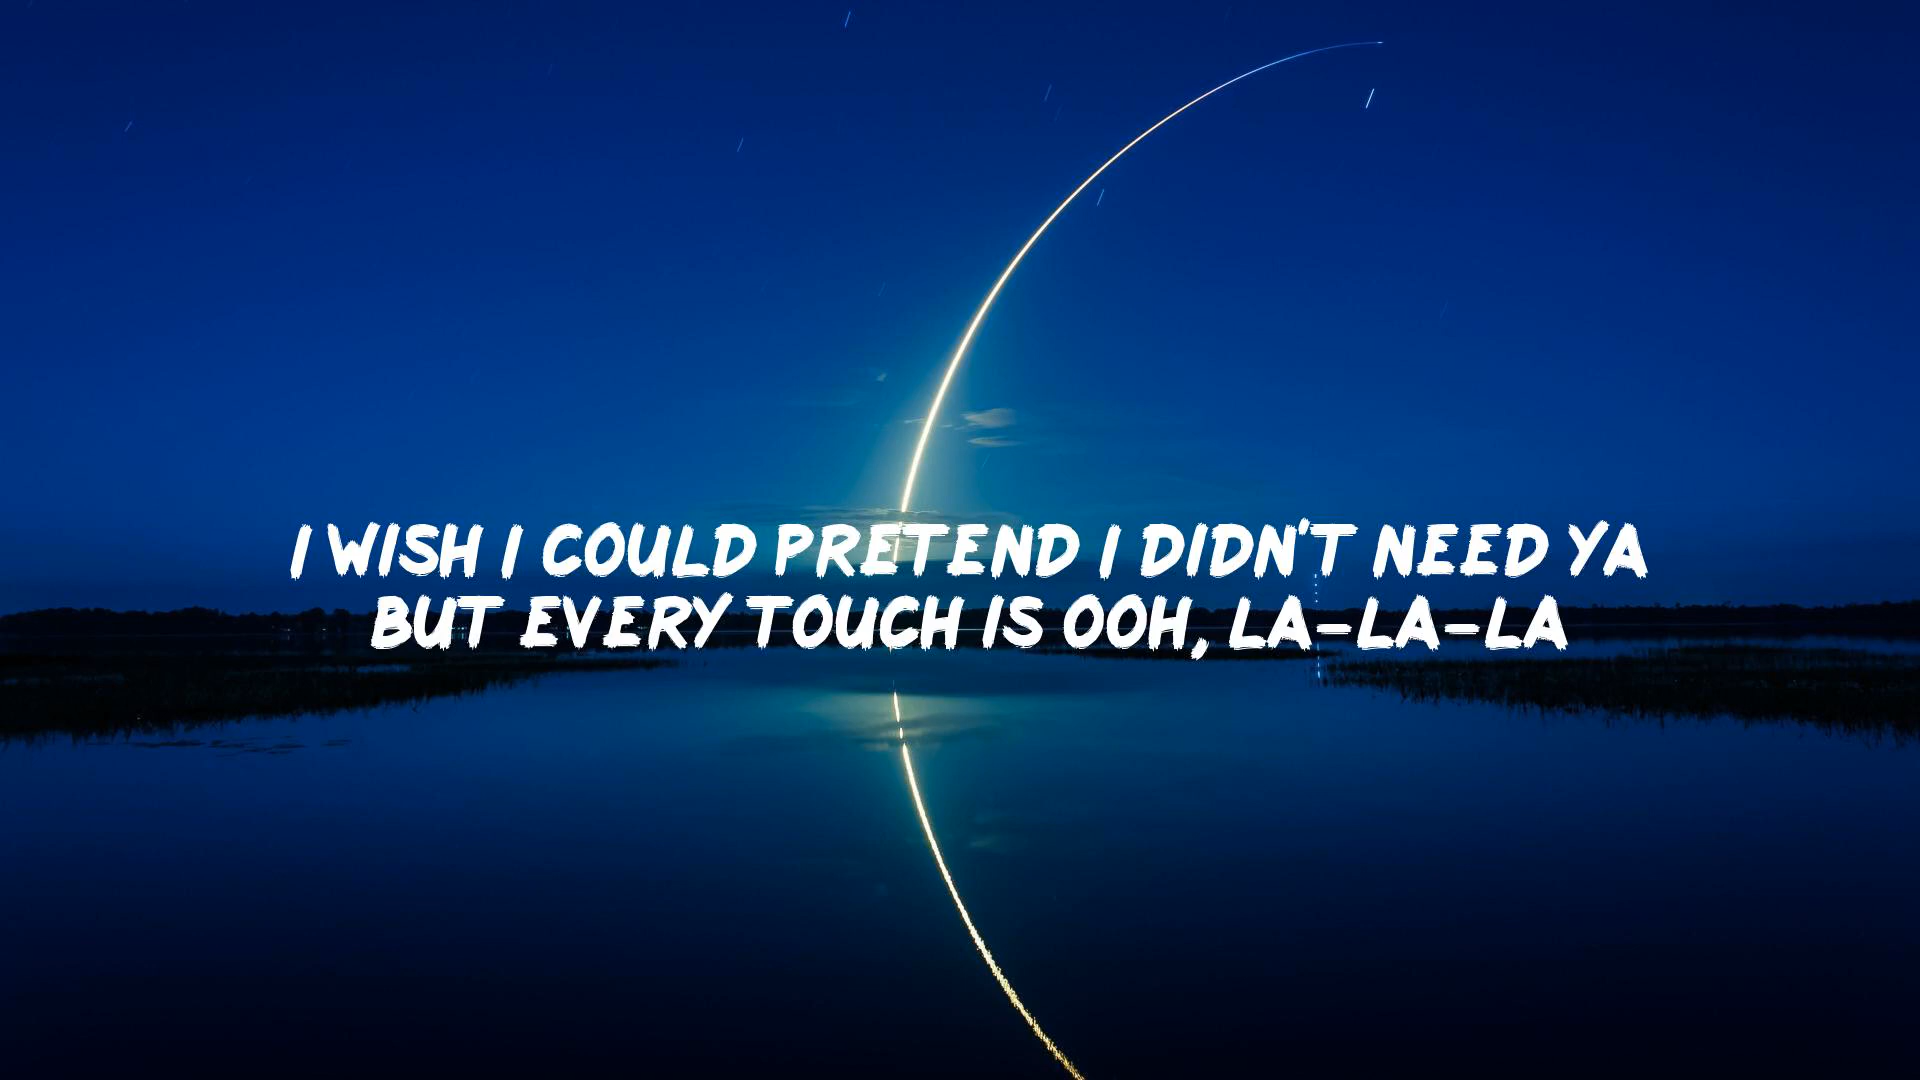 I WISH I COULD PRETEND I DIDN'T NEED YA
BUT EVERY TOUCH IS OOH, LA-LA-LA